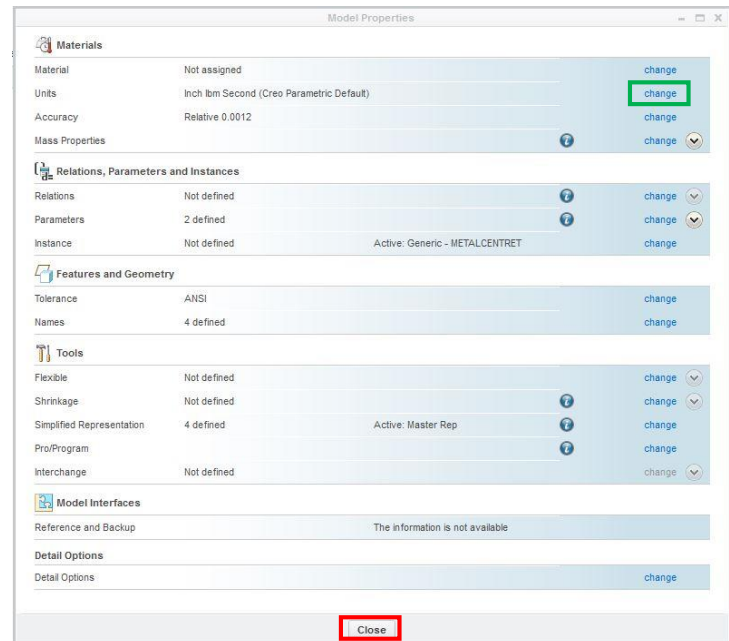 Model Properties
Materials
Material Not assigned change
Units Inch lbm Second (Creo Parametric Default) change
Accuracy Relative 0.0012 change
Mass Properties change
Relations, Parameters and Instances
Relations Not defined change
Parameters 2 defined change
Instance Not defined Active: Generic - METALCENTRET change
Features and Geometry
Tolerance ANSI change
Names 4 defined change
Tools
Flexible Not defined change
Shrinkage Not defined change
Simplified Representation 4 defined Active: Master Rep change
Pro/Program change
Interchange Not defined change
Model Interfaces
Reference and Backup The information is not available
Detail Options
Detail Options change
Close